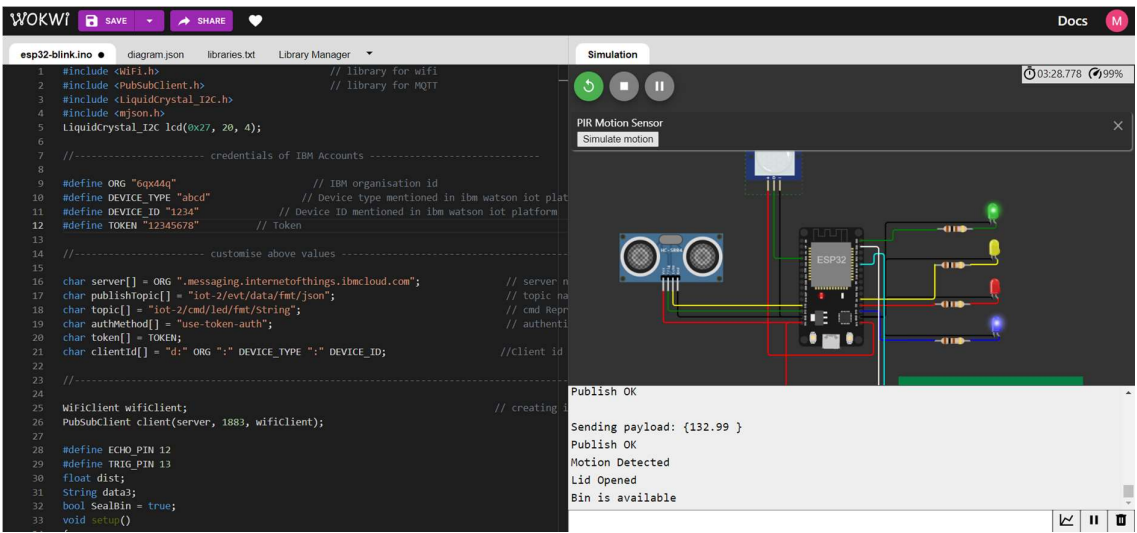 WOKWI SAVE SHARE Docs M
esp32-blink.ino diagram.json libraries.txt Library Manager
1 #include <WiFi.h> // library for wifi
2 #include <PubSubClient.h> // library for MQTT
3 #include <LiquidCrystal_I2C.h>
4 #include <mjson.h>
5 LiquidCrystal_I2C lcd(0x27, 20, 4);
6
7 //---------------------- credentials of IBM Accounts ----------------------------
8
9 #define ORG "6qx44q" // IBM organisation id
10 #define DEVICE_TYPE "abcd" // Device type mentioned in ibm watson iot plat
11 #define DEVICE_ID "1234" // Device ID mentioned in ibm watson iot platform
12 #define TOKEN "12345678" // Token
13
14 //---------------------- customise above values --------------------------------
15
16 char server[] = ORG ".messaging.internetofthings.ibmcloud.com"; // server n
17 char publishTopic[] = "iot-2/evt/data/fmt/json"; // topic na
18 char topic[] = "iot-2/cmd/led/fmt/String"; // cmd Repr
19 char authMethod[] = "use-token-auth"; // authenti
20 char token[] = TOKEN;
21 char clientId[] = "d:" ORG ":" DEVICE_TYPE ":" DEVICE_ID; //Client id
22
23 //------------------------------------------------------------------------------
24
25 WiFiClient wifiClient; // creating i
26 PubSubClient client(server, 1883, wifiClient);
27
28 #define ECHO_PIN 12
29 #define TRIG_PIN 13
30 float dist;
31 String data3;
32 bool SealBin = true;
33 void setup()
Simulation
03:28.778 99%
PIR Motion Sensor
Simulate motion
HC-SR04
ESP32
Publish OK
Sending payload: {132.99 }
Publish OK
Motion Detected
Lid Opened
Bin is available